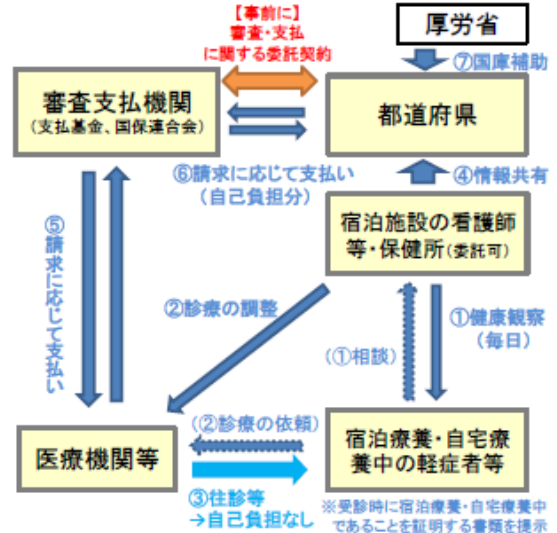 【事前に】
審査・支払
に関する委託契約
厚労省
⑦国庫補助
審査支払機関
(支払基金、国保連合会)
都道府県
⑥請求に応じて支払い
(自己負担分)
④情報共有
宿泊施設の看護師
等・保健所(委託可)
⑤請求に応じて支払い
②診療の調整
①健康観察
(毎日)
(①相談)
(②診療の依頼)
医療機関等
宿泊療養・自宅療
養中の軽症者等
③往診等
→自己負担なし
※受診時に宿泊療養・自宅療養中
であることを証明する書類を提示